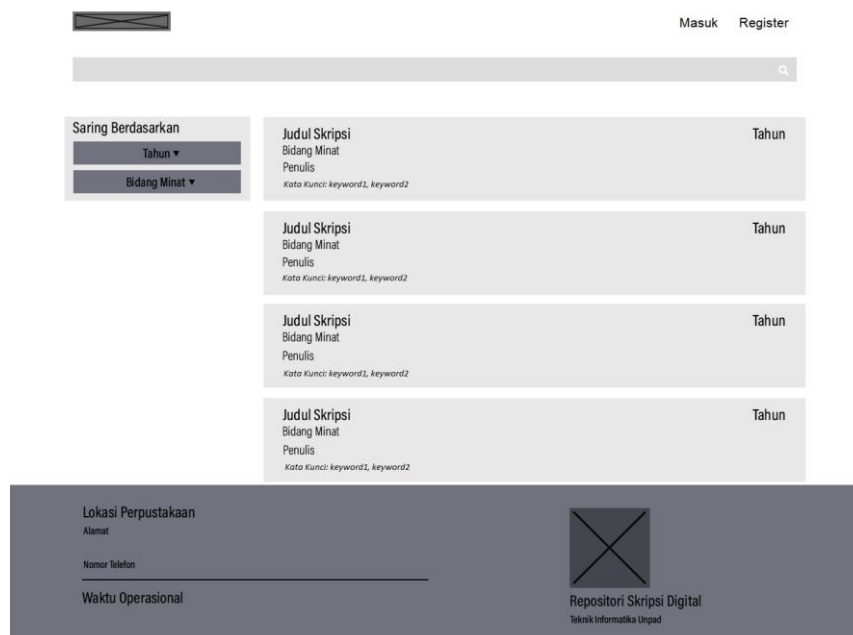 Masuk Register
Saring Berdasarkan
Tahun ▾
Bidang Minat ▾
Judul Skripsi Tahun
Bidang Minat
Penulis
Kata Kunci: keyword1, keyword2
Judul Skripsi Tahun
Bidang Minat
Penulis
Kata Kunci: keyword1, keyword2
Judul Skripsi Tahun
Bidang Minat
Penulis
Kata Kunci: keyword1, keyword2
Judul Skripsi Tahun
Bidang Minat
Penulis
Kata Kunci: keyword1, keyword2
Lokasi Perpustakaan
Alamat
Nomor Telefon
Waktu Operasional
Repositori Skripsi Digital
Teknik Informatika Unpad